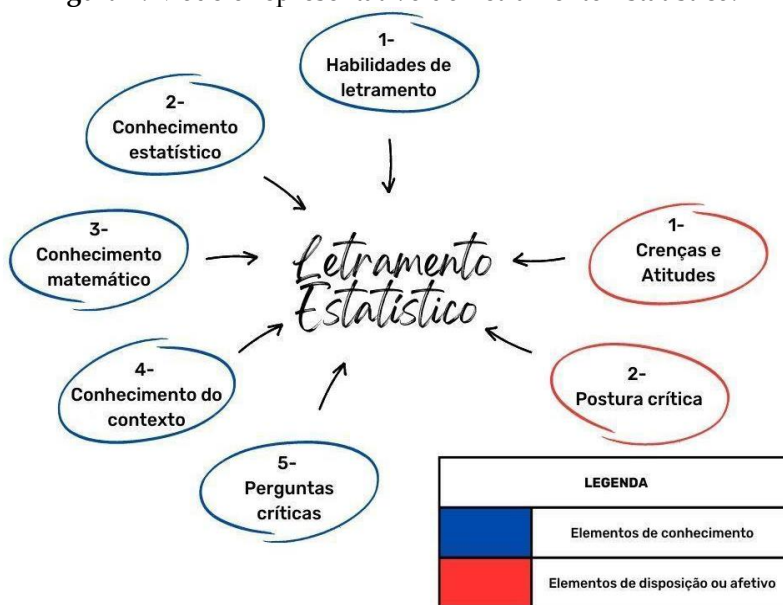 1-
Habilidades de
letramento
2-
Conhecimento
estatístico
3-
Conhecimento
matemático
4-
Conhecimento do
contexto
5-
Perguntas
críticas
Letramento
Estatístico
1-
Crenças e
Atitudes
2-
Postura crítica
LEGENDA
Elementos de conhecimento
Elementos de disposição ou afetivo